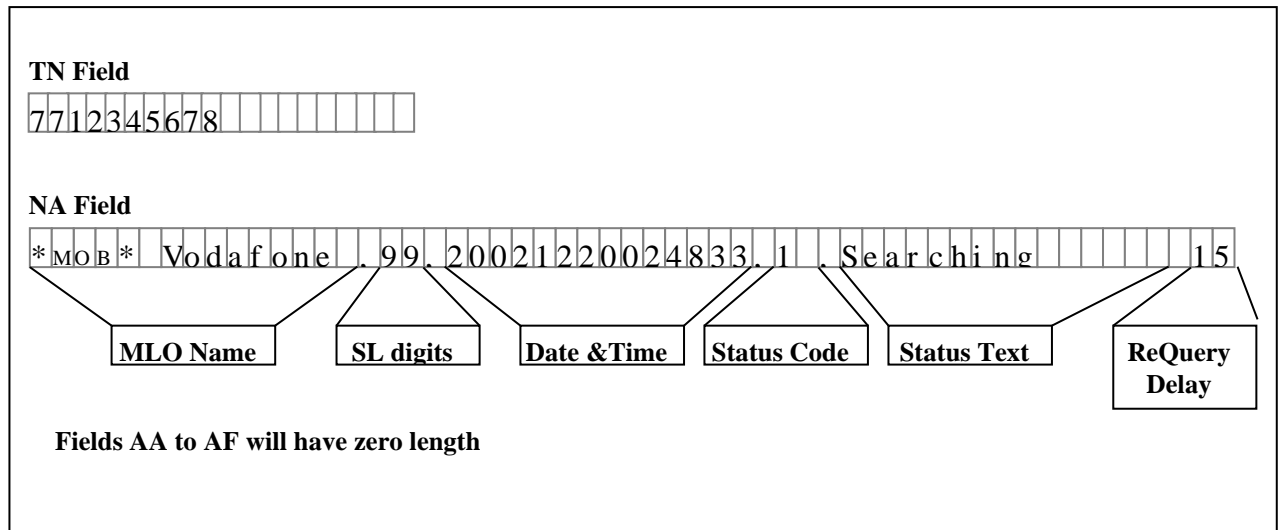 TN Field
7712345678
NA Field
*MOB* Vodafone .99.20021220024833.1 .Searching 15
MLO Name SL digits Date &Time Status Code Status Text ReQuery
Delay
Fields AA to AF will have zero length